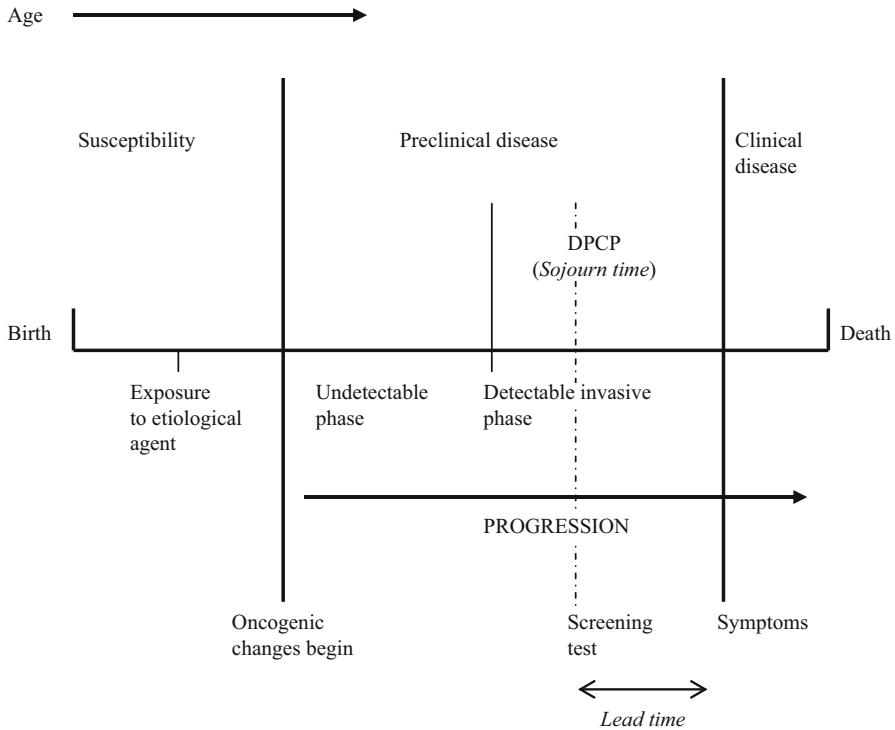 Age
Susceptibility
Preclinical disease
Clinical
disease
DPCP
(Sojourn time)
Birth
Death
Exposure
to etiological
agent
Undetectable
phase
Detectable invasive
phase
PROGRESSION
Oncogenic
changes begin
Screening
test
Symptoms
Lead time